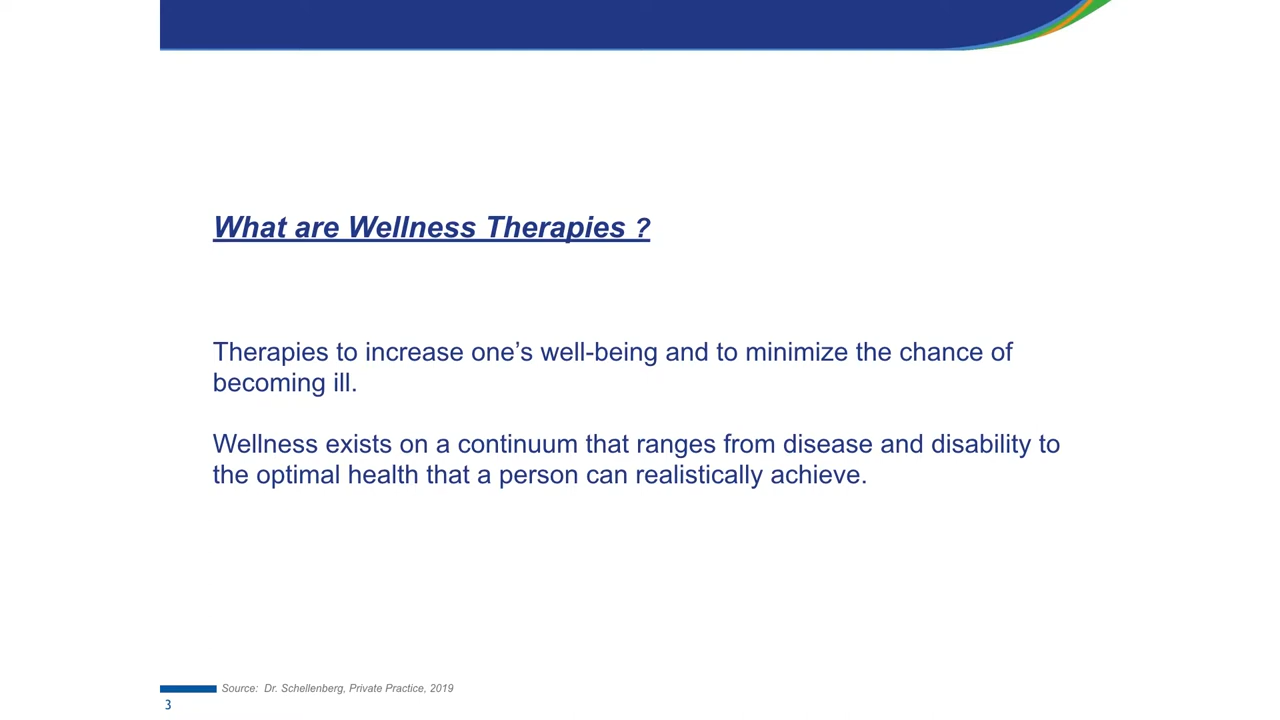 What are Wellness Therapies ?
Therapies to increase one’s well-being and to minimize the chance of
becoming ill.
Wellness exists on a continuum that ranges from disease and disability to
the optimal health that a person can realistically achieve.
Source:  Dr. Schellenberg, Private Practice, 2019
3